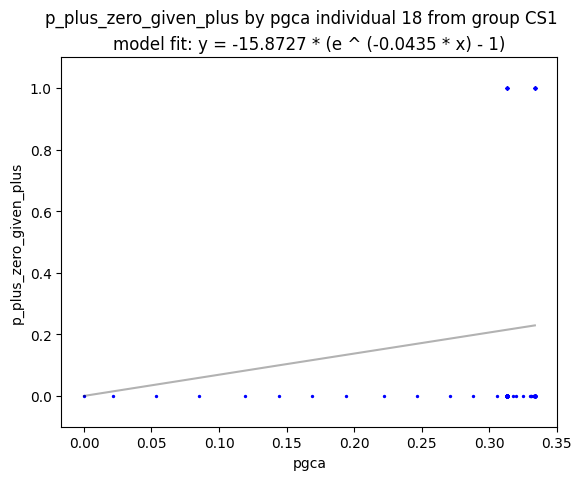 p_plus_zero_given_plus by pgca individual 18 from group CS1
model fit: y = -15.8727 * (e ^ (-0.0435 * x) - 1)
1.0
0.8
0.6
0.4
0.2
0.0
p_plus_zero_given_plus
0.00 0.05 0.10 0.15 0.20 0.25 0.30 0.35
pgca